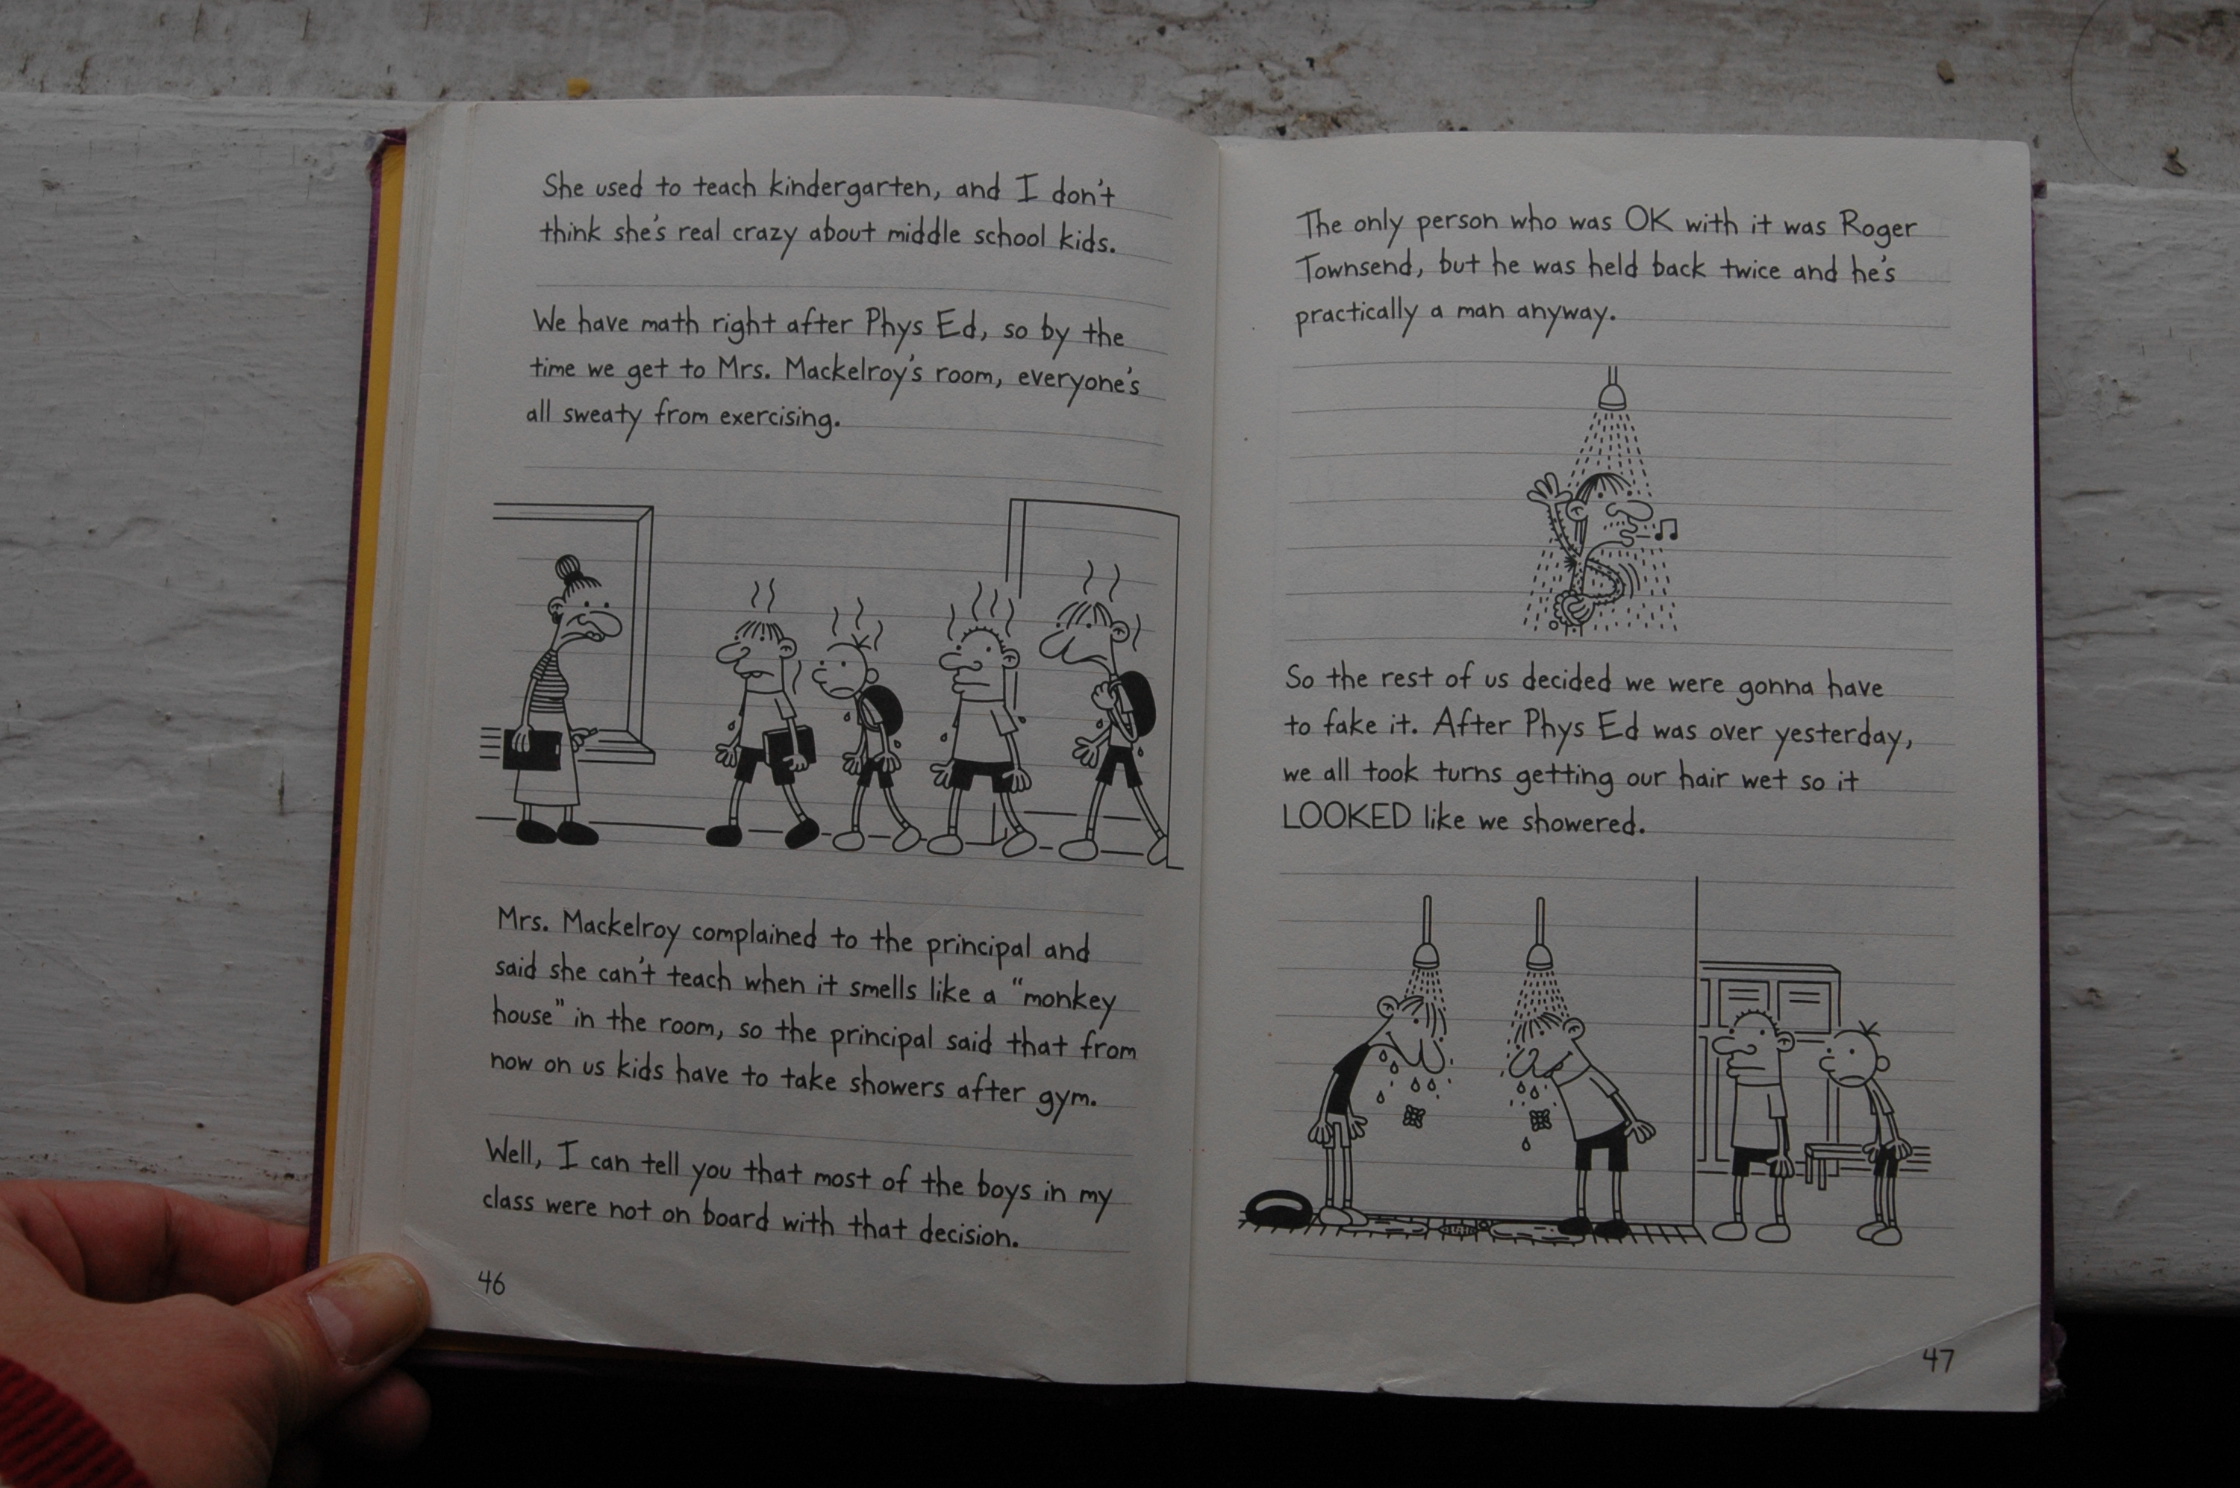 She used to teach kindergarten, and I don't
think she's real crazy about middle school kids.
We have math right after Phys Ed, so by the
time we get to Mrs. Mackelroy's room, everyone's
all sweaty from exercising.
Mrs. Mackelroy complained to the principal and
said she can't teach when it smells like a "monkey
house" in the room, so the principal said that from
now on us kids have to take showers after gym.
Well, I can tell you that most of the boys in my
class were not on board with that decision.
46
The only person who was OK with it was Roger
Townsend, but he was held back twice and he's
practically a man anyway.
So the rest of us decided we were gonna have
to fake it. After Phys Ed was over yesterday,
we all took turns getting our hair wet so it
LOOKED like we showered.
47